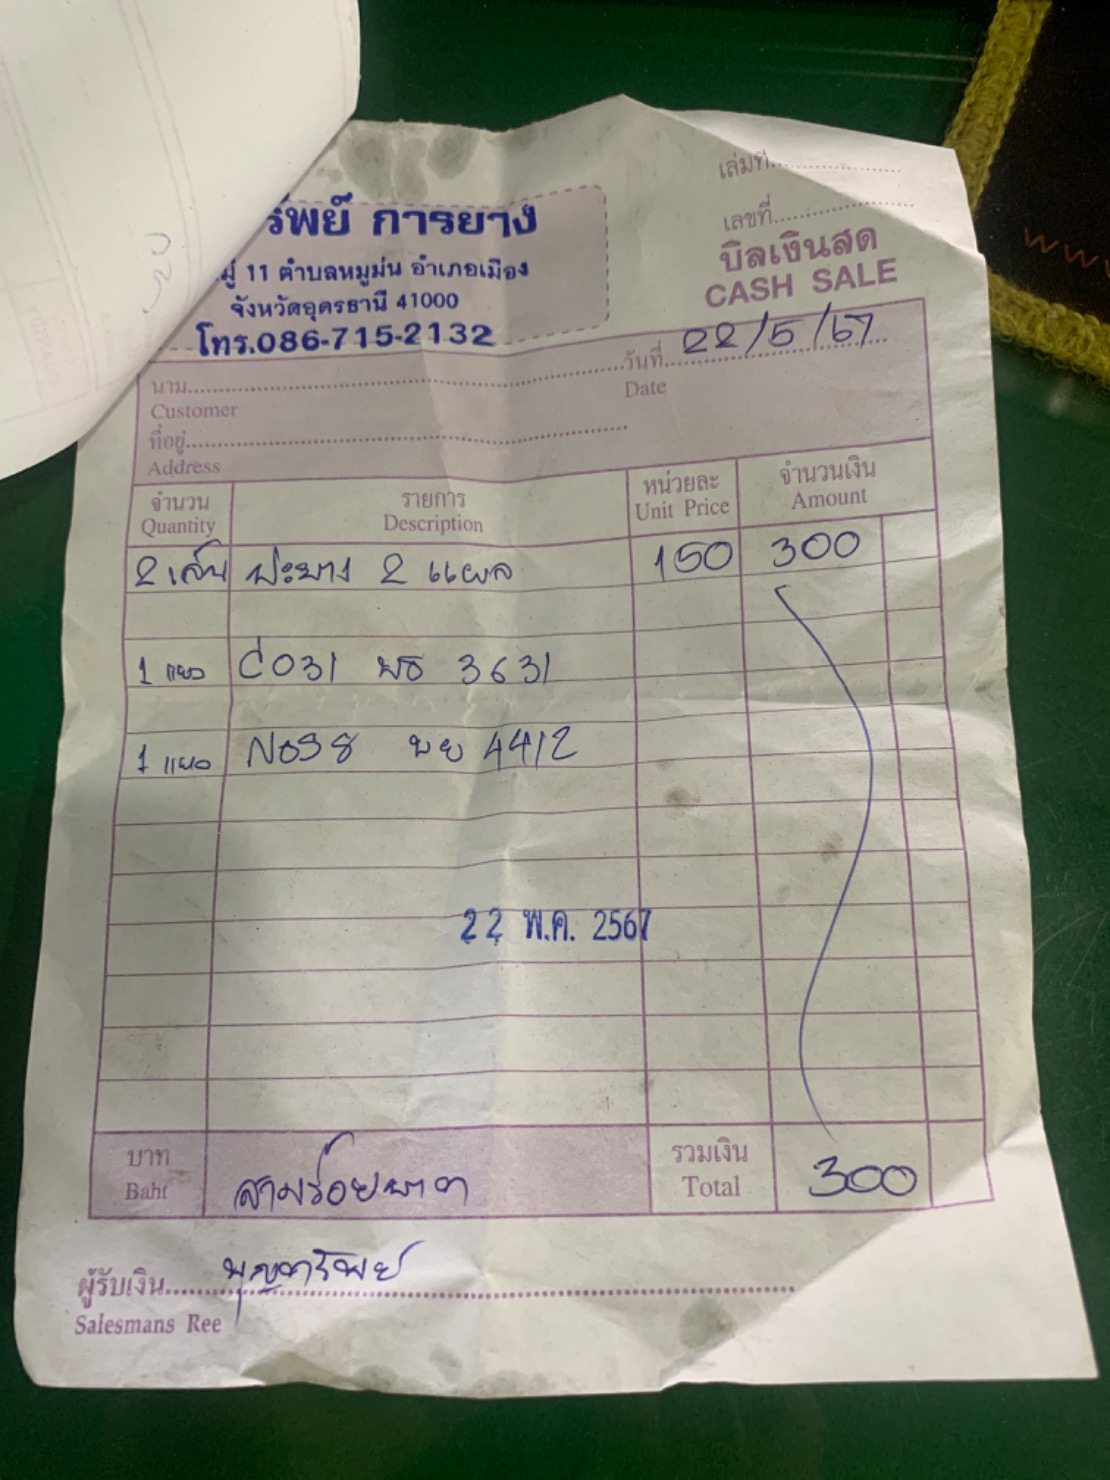 เล่มที่
เลขที่
บิลเงินสด
CASH SALE
รัพย์ การยาง
หมู่ 11 ตำบลหมูม่น อำเภอเมือง
จังหวัดอุดรธานี 41000
โทร.086-715-2132
วันที่ 22/5/67
Date
นาม
Customer
ที่อยู่
Address
จำนวน รายการ หน่วยละ จำนวนเงิน
Quantity Description Unit Price Amount
2 เส้น ปะยาง 2 แผล 150 300
1 แผล 3631
1 แผล 4412
22 พ.ค. 2567
บาท สามร้อยบาท รวมเงิน 300
Baht Total
ผู้รับเงิน บุญทรัพย์
Salesmans Ree